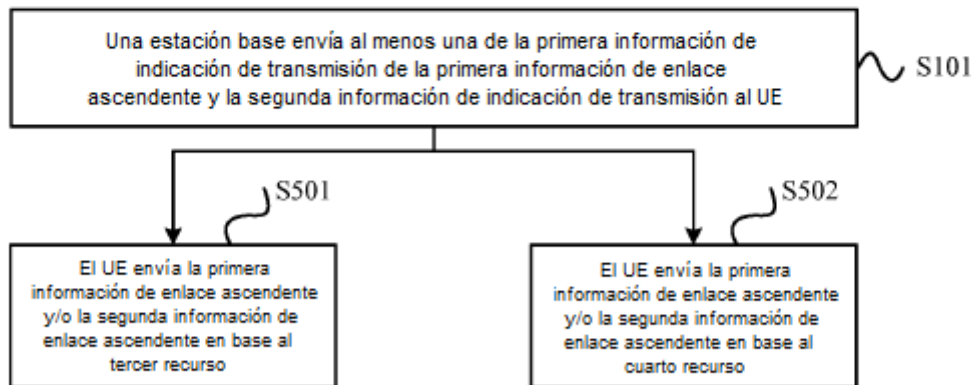 Una estación base envía al menos una de la primera información de
indicación de transmisión de la primera información de enlace
ascendente y la segunda información de indicación de transmisión al UE
S101
S501
S502
El UE envía la primera
información de enlace ascendente
y/o la segunda información de
enlace ascendente en base al
tercer recurso
El UE envía la primera
información de enlace ascendente
y/o la segunda información de
enlace ascendente en base al
cuarto recurso